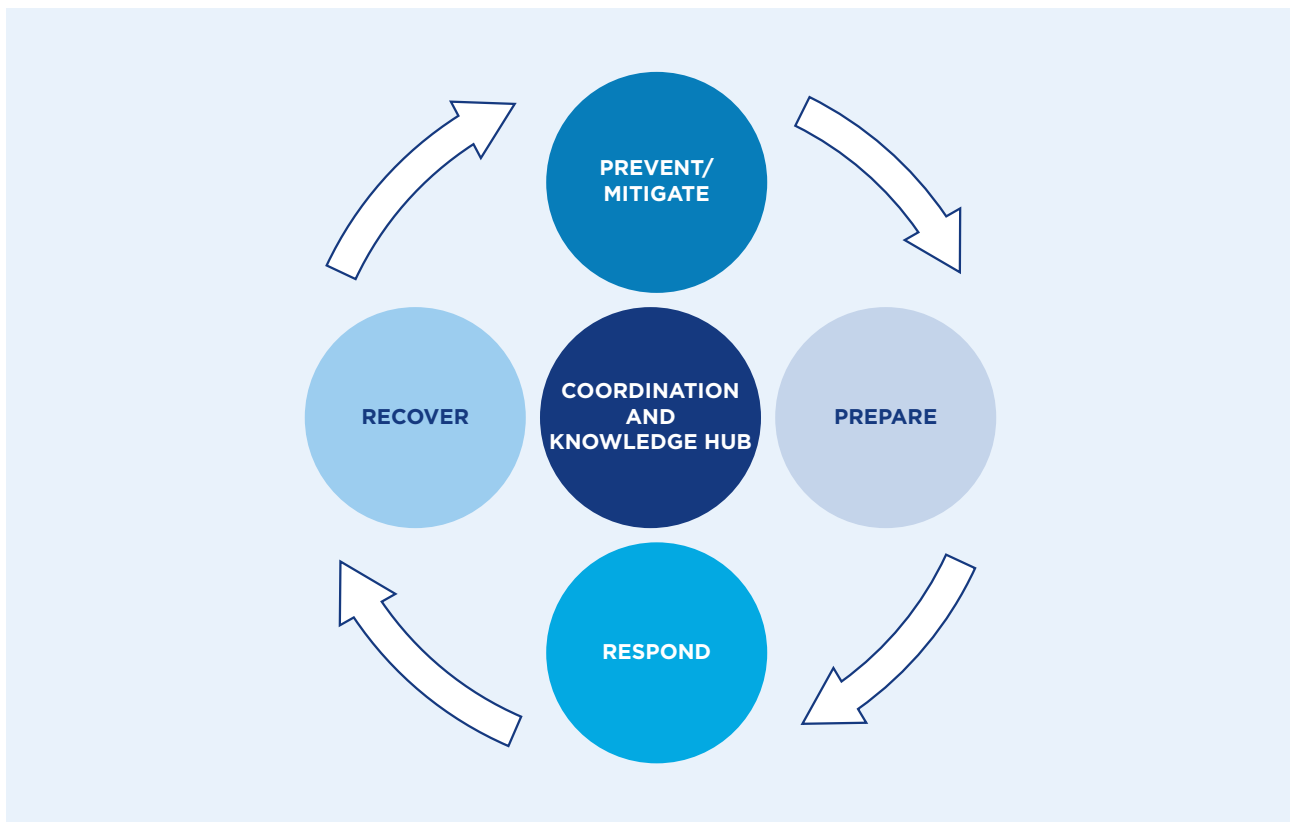 PREVENT/
MITIGATE
RECOVER
COORDINATION
AND
KNOWLEDGE HUB
PREPARE
RESPOND